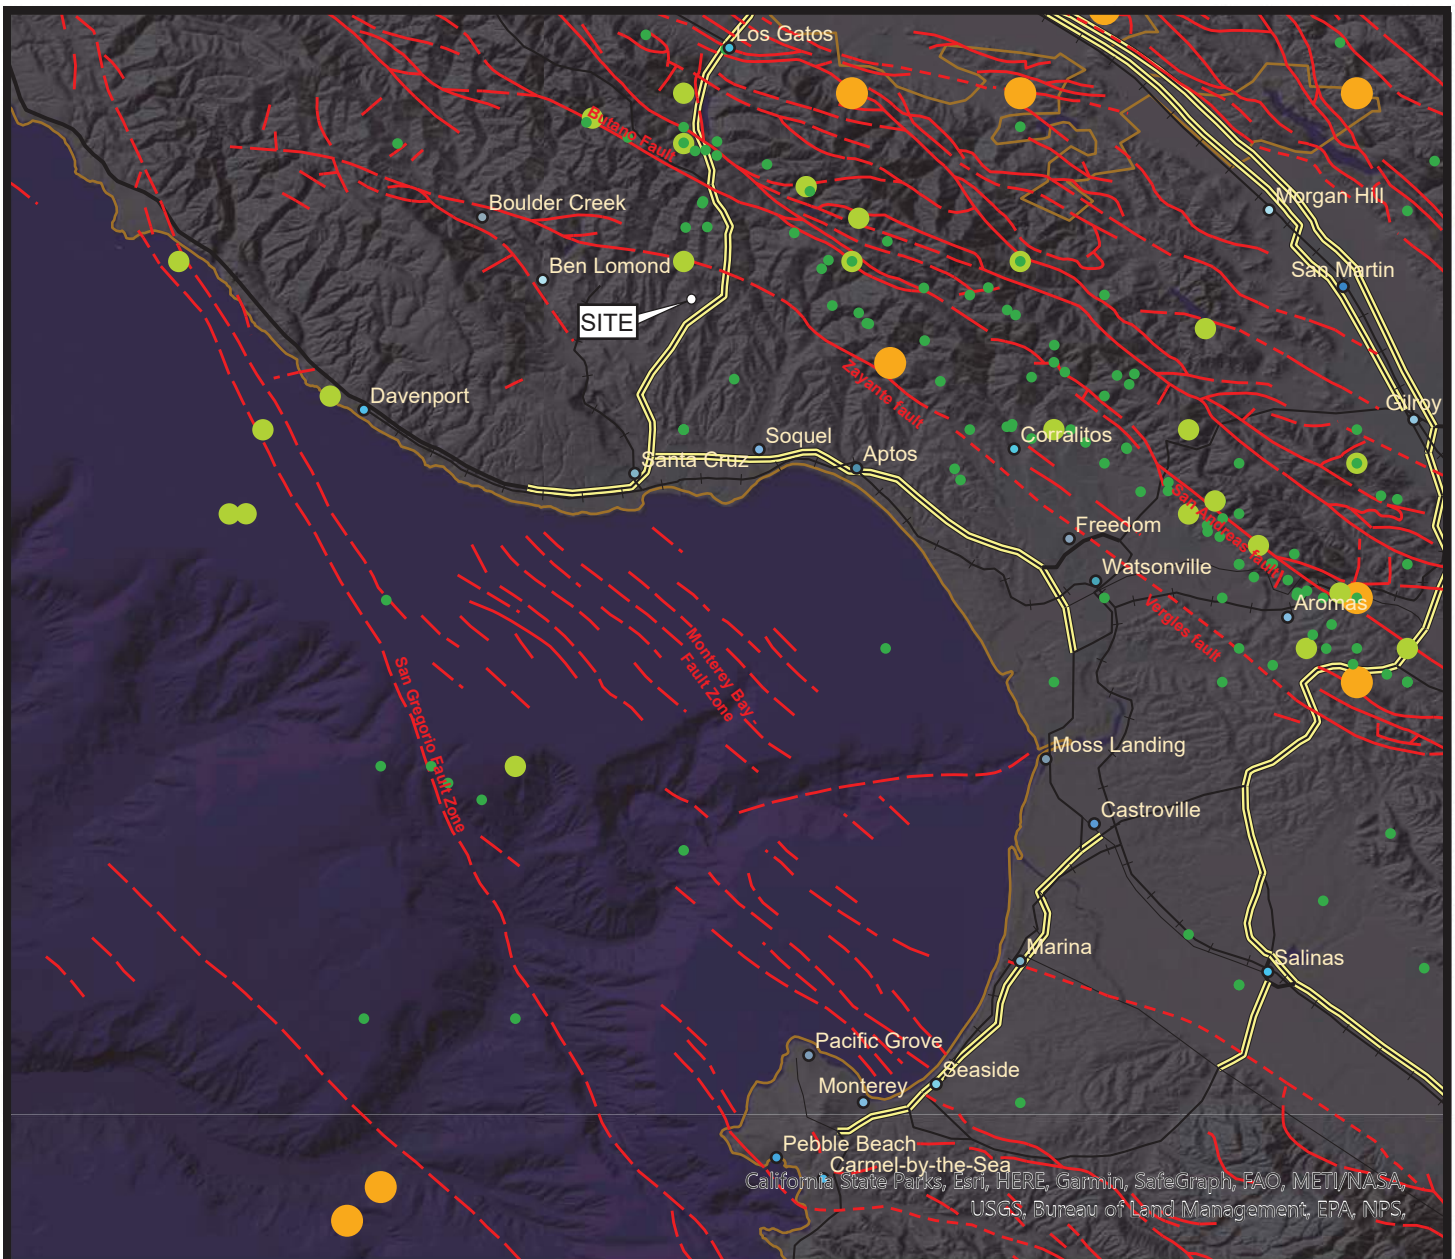 Los Gatos
Butano Fault
Morgan Hill
Boulder Creek
Ben Lomond
San Martin
SITE
Zayante fault
Davenport
Gilroy
Soquel
Corralitos
Santa Cruz
Aptos
San Andreas fault
Freedom
Watsonville
Aromas
Vergles fault
Monterey Bay
Fault Zone
San Gregorio Fault Zone
Moss Landing
Castroville
Marina
Salinas
Pacific Grove
Seaside
Monterey
Pebble Beach
Carmel-by-the-Sea
California State Parks, Esri, HERE, Garmin, SafeGraph, FAO, METI/NASA,
USGS, Bureau of Land Management, EPA, NPS,